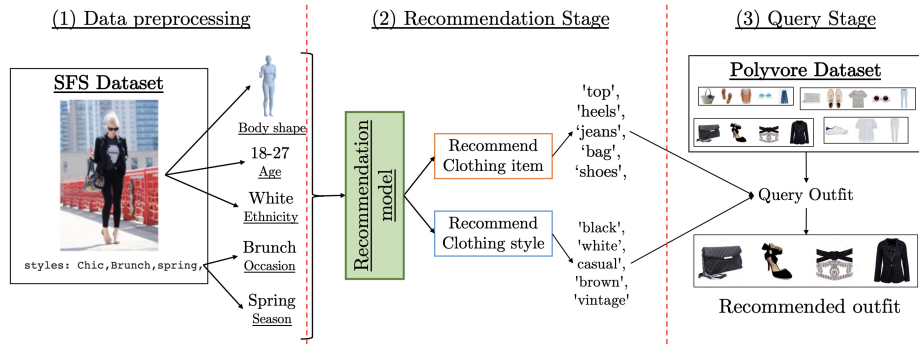 (1) Data preprocessing
SFS Dataset
styles: Chic,Brunch,spring,
Body shape
18-27
Age
White
Ethnicity
Brunch
Occasion
Spring
Season
(2) Recommendation Stage
Recommendation
model
Recommend
Clothing item
Recommend
Clothing style
'top',
'heels',
'jeans',
'bag',
'shoes',
'black',
'white',
casual',
'brown',
'vintage'
(3) Query Stage
Polyvore Dataset
Query Outfit
Recommended outfit